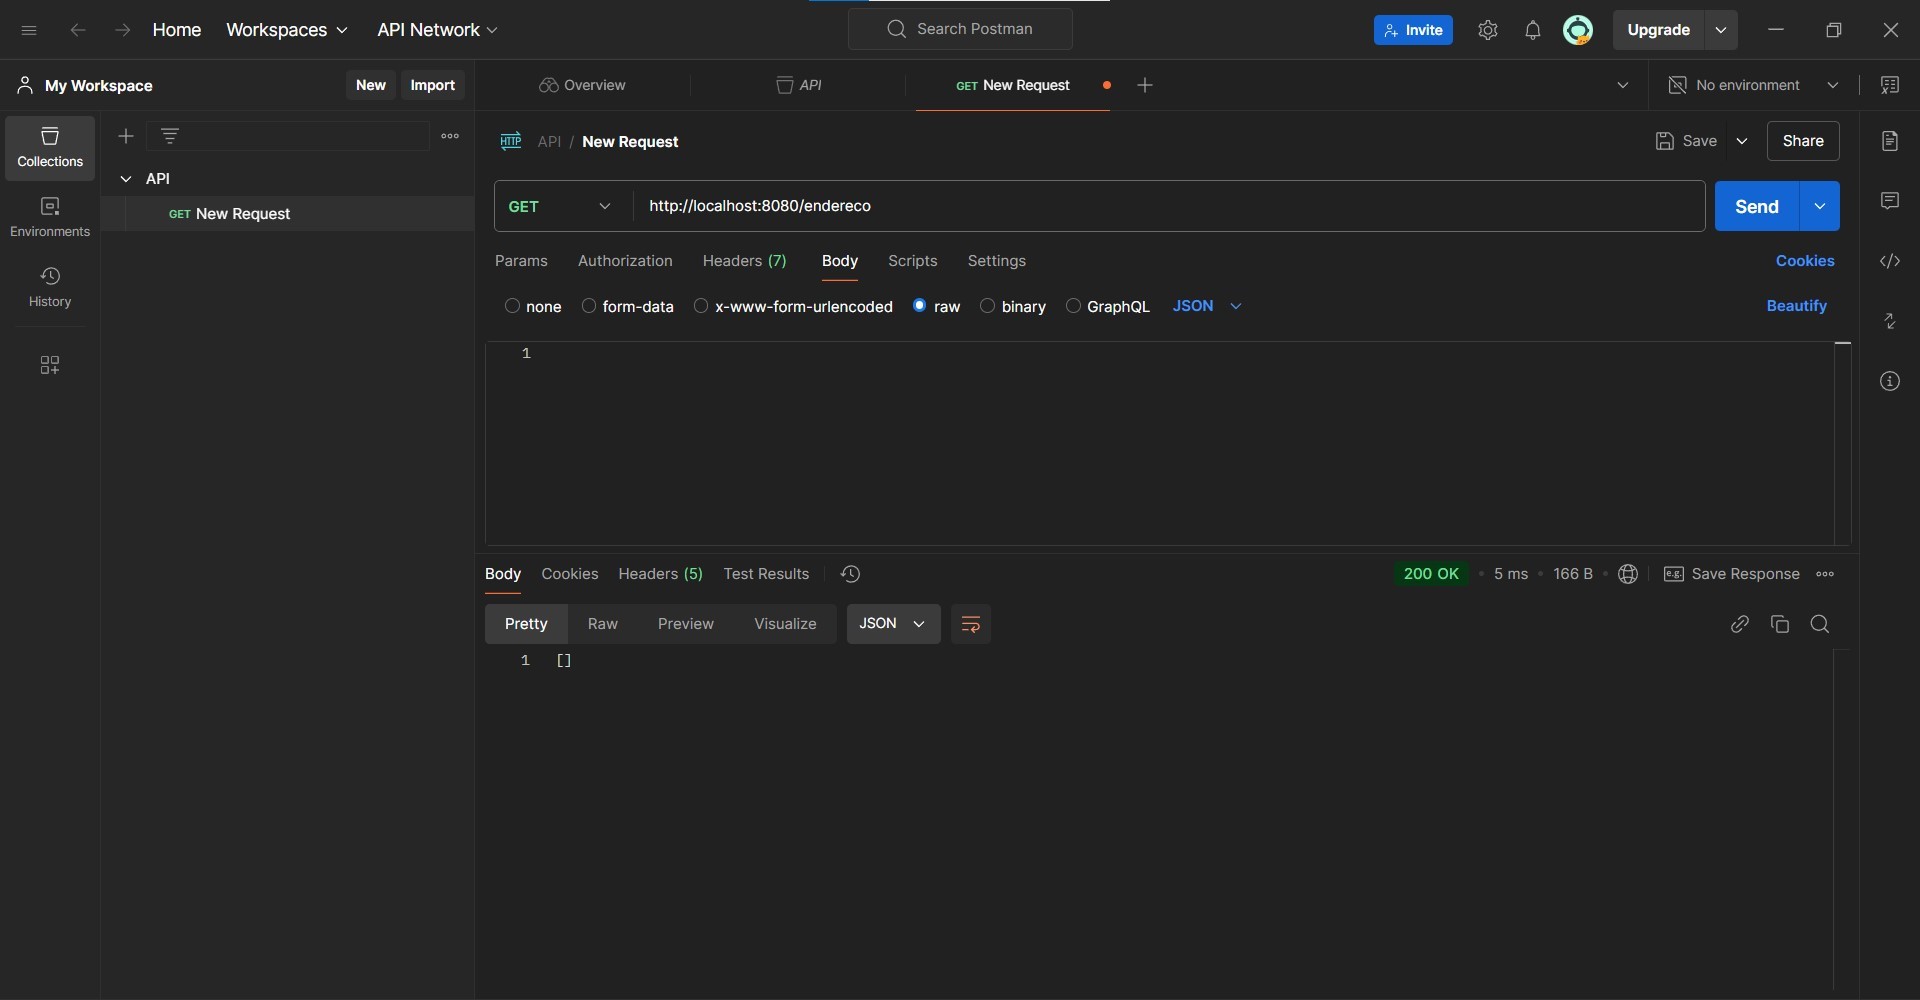 Home Workspaces API Network Search Postman Invite Upgrade
My Workspace New Import Overview API GET New Request No environment
Collections
API
GET New Request
Environments
History
HTTP API / New Request Save Share
GET http://localhost:8080/endereco Send
Params Authorization Headers (7) Body Scripts Settings Cookies
none form-data x-www-form-urlencoded raw binary GraphQL JSON Beautify
1
Body Cookies Headers (5) Test Results 200 OK • 5 ms • 166 B • e.g. Save Response
Pretty Raw Preview Visualize JSON
1 []